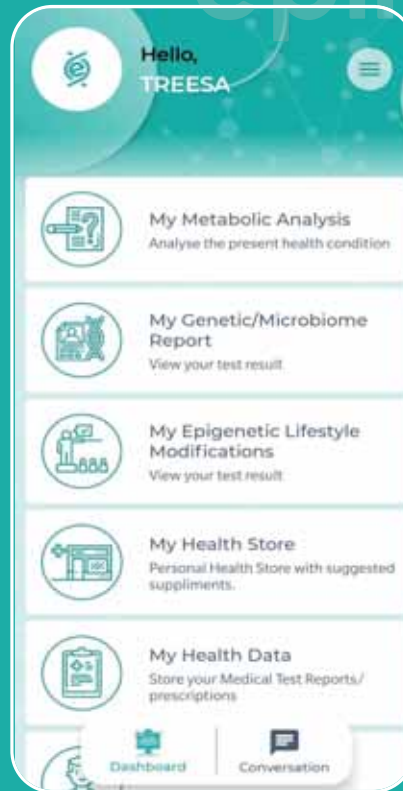 Hello,
TREESA
My Metabolic Analysis
Analyse the present health condition
My Genetic/Microbiome
Report
View your test result
My Epigenetic Lifestyle
Modifications
View your test result
My Health Store
Personal Health Store with suggested
suppliments.
My Health Data
Store your Medical Test Reports/
prescriptions
Dashboard
Conversation